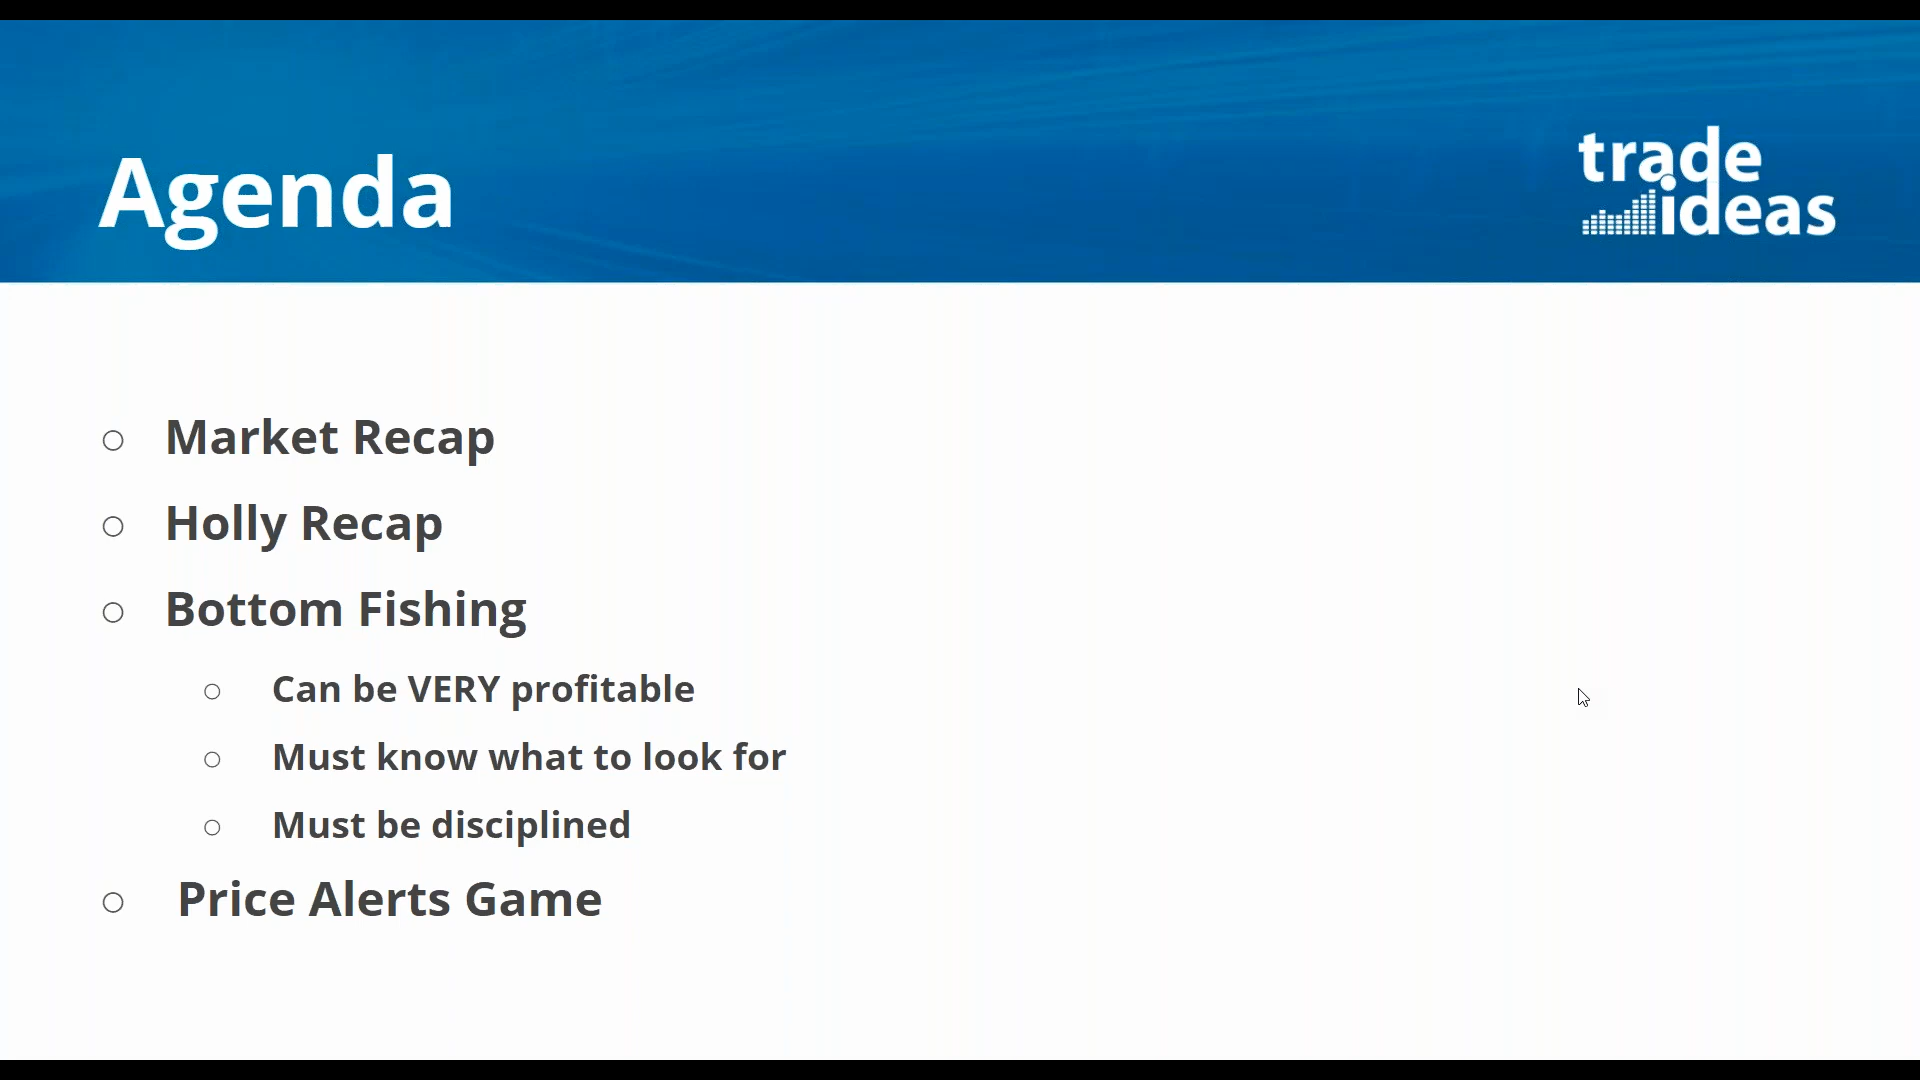 Agenda
trade
ideas
Market Recap
Holly Recap
Bottom Fishing
Can be VERY profitable
Must know what to look for
Must be disciplined
Price Alerts Game